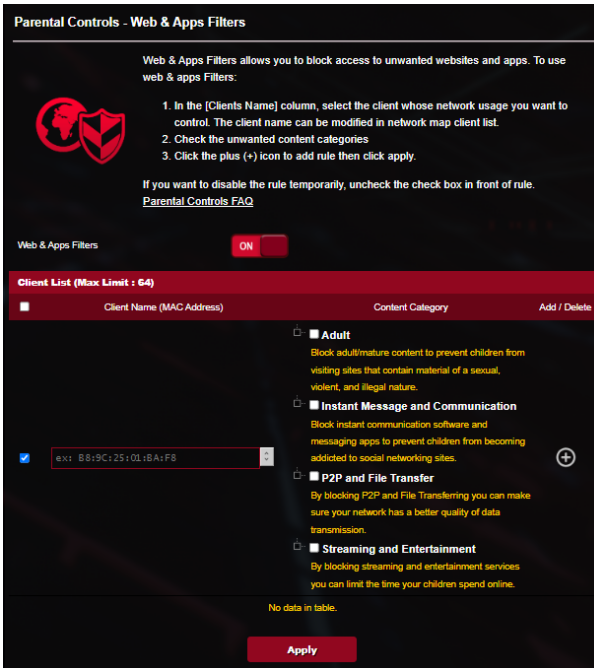 Parental Controls - Web & Apps Filters
Web & Apps Filters allows you to block access to unwanted websites and apps. To use
web & apps Filters:
1. In the [Clients Name] column, select the client whose network usage you want to
control. The client name can be modified in network map client list.
2. Check the unwanted content categories
3. Click the plus (+) icon to add rule then click apply.
If you want to disable the rule temporarily, uncheck the check box in front of rule.
Parental Controls FAQ
Web & Apps Filters
ON
Client List (Max Limit : 64)
Client Name (MAC Address) Content Category Add / Delete
Adult
Block adult/mature content to prevent children from
visiting sites that contain material of a sexual,
violent, and illegal nature.
Instant Message and Communication
Block instant communication software and
messaging apps to prevent children from becoming
addicted to social networking sites.
ex: B8:9C:25:01:BA:F8
P2P and File Transfer
By blocking P2P and File Transferring you can make
sure your network has a better quality of data
transmission.
Streaming and Entertainment
By blocking streaming and entertainment services
you can limit the time your children spend online.
No data in table.
Apply